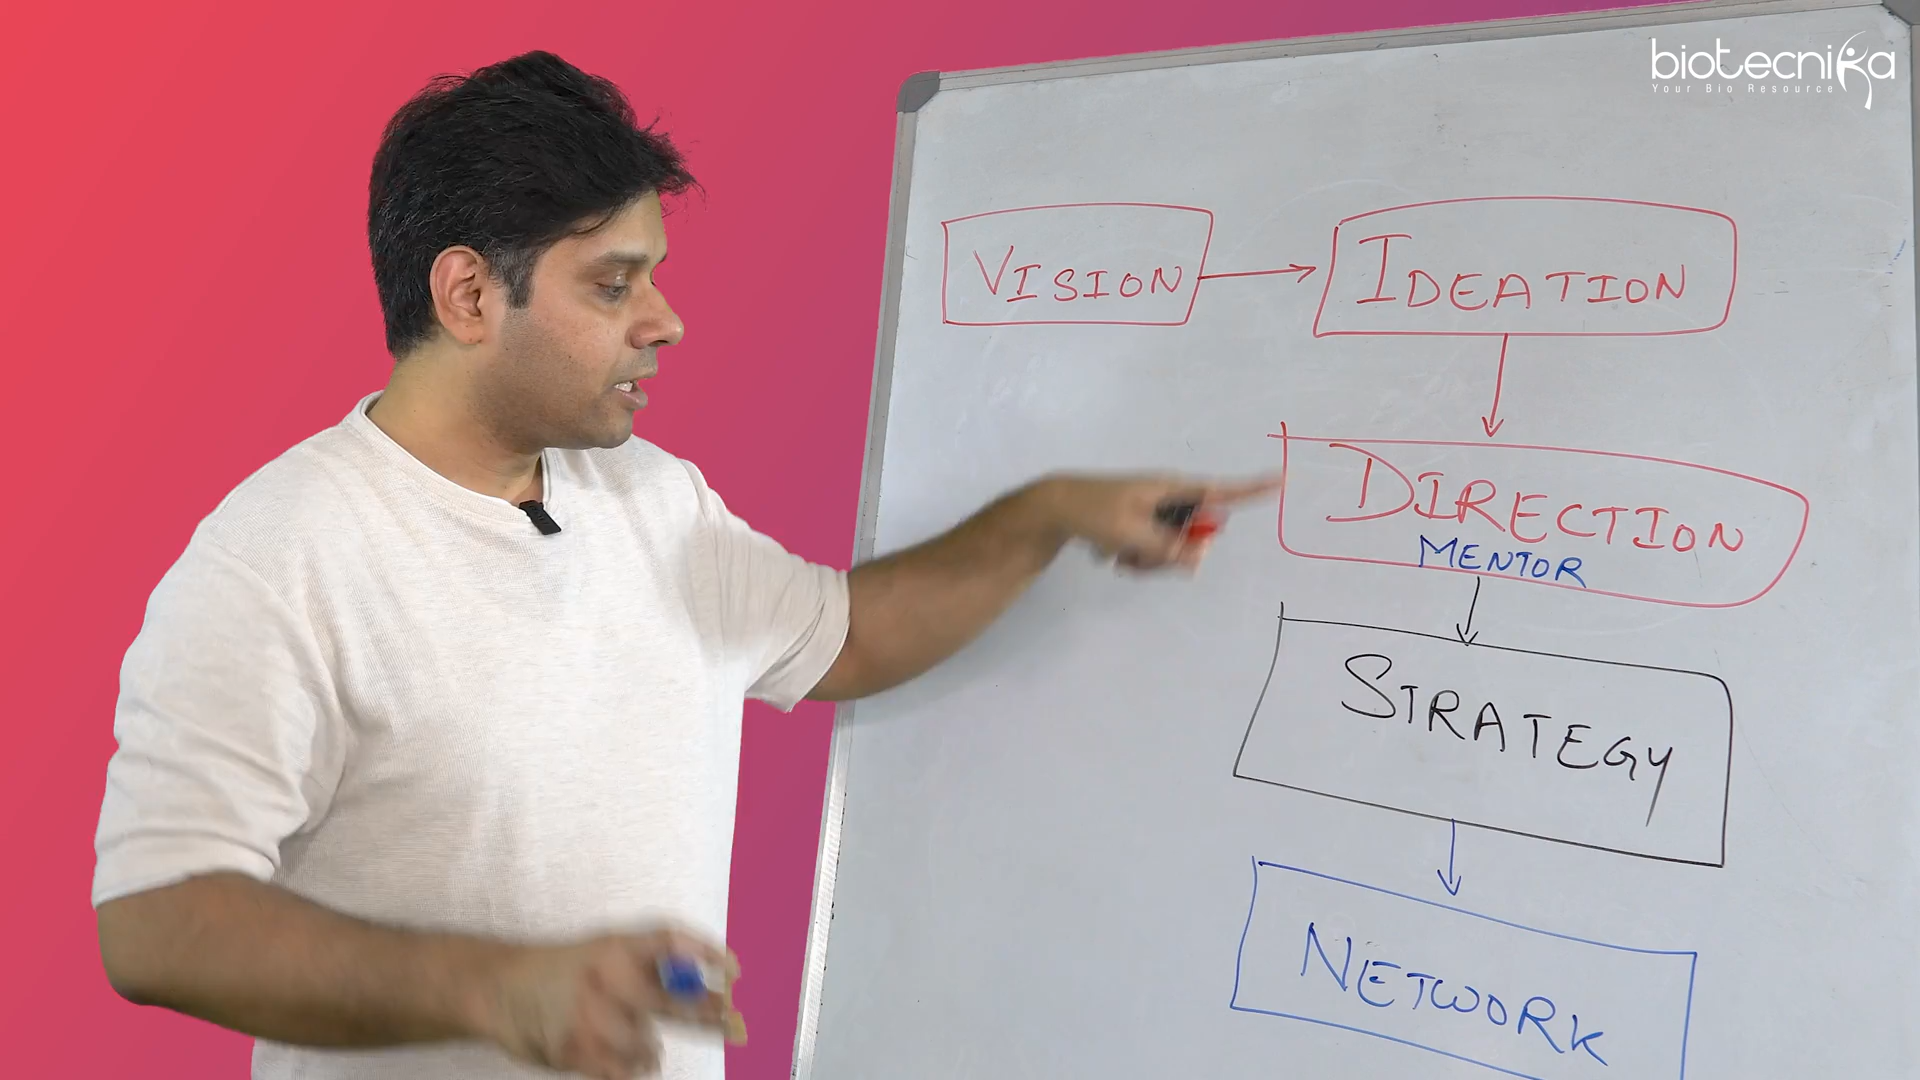 biotecnika
Your Bio Resource
VISION
IDEATION
DIRECTION
MENTOR
STRATEGY
NETWORK